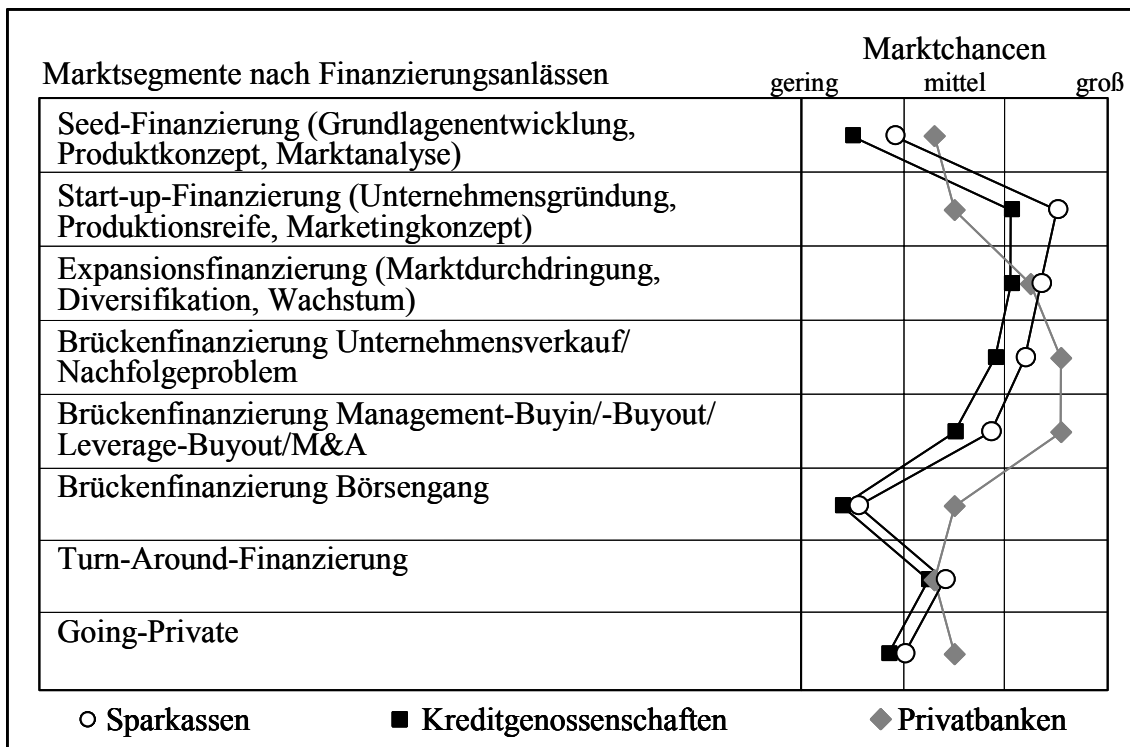 Marktchancen
Marktsegmente nach Finanzierungsanlässen
gering mittel groß
Seed-Finanzierung (Grundlagenentwicklung,
Produktkonzept, Marktanalyse)
Start-up-Finanzierung (Unternehmensgründung,
Produktionsreife, Marketingkonzept)
Expansionsfinanzierung (Marktdurchdringung,
Diversifikation, Wachstum)
Brückenfinanzierung Unternehmensverkauf/
Nachfolgeproblem
Brückenfinanzierung Management-Buyin/-Buyout/
Leverage-Buyout/M&A
Brückenfinanzierung Börsengang
Turn-Around-Finanzierung
Going-Private
Sparkassen Kreditgenossenschaften Privatbanken